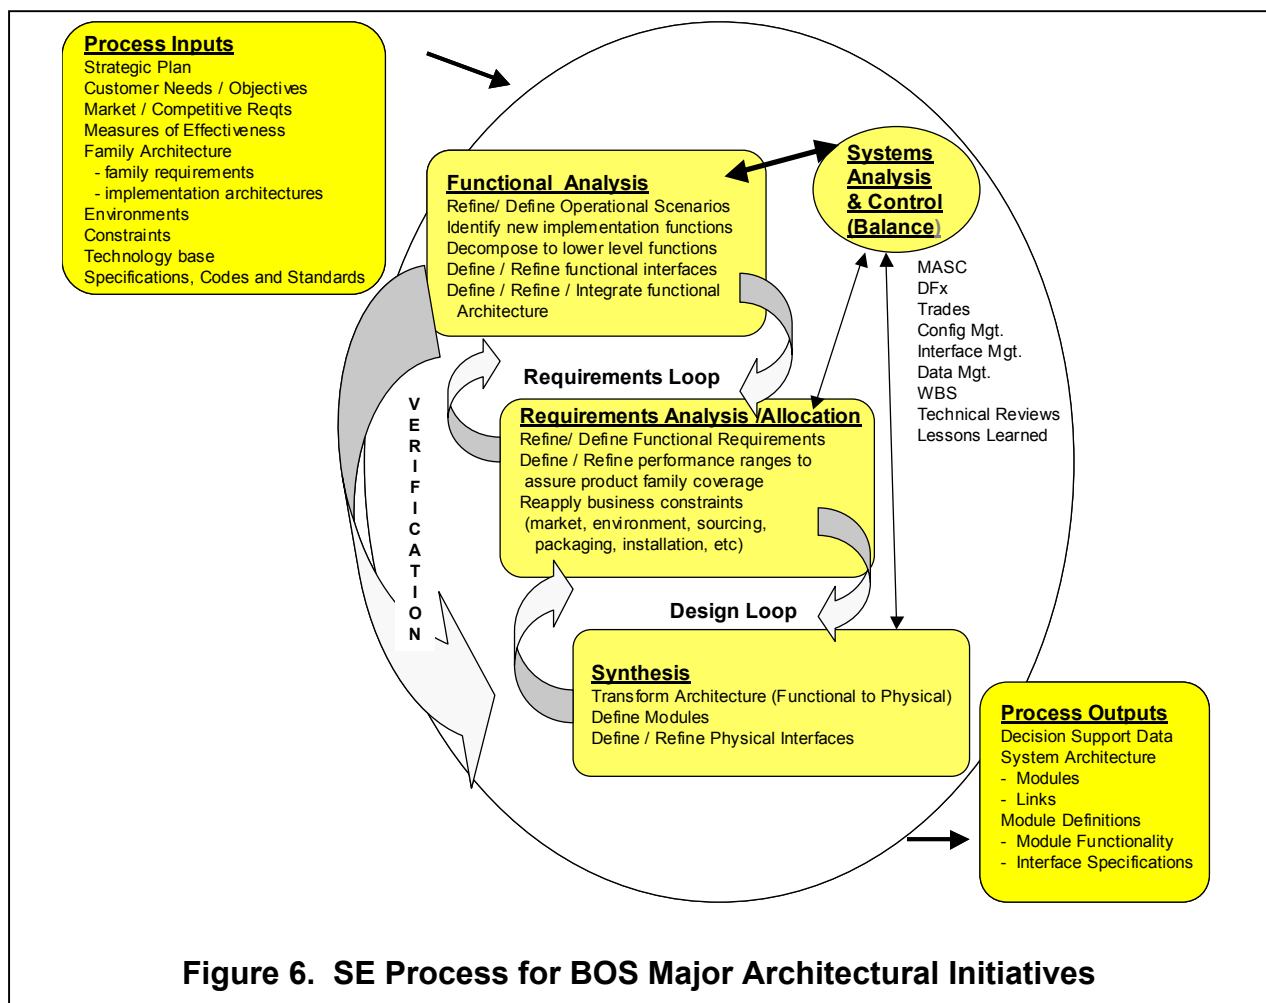 Process Inputs
Strategic Plan
Customer Needs / Objectives
Market / Competitive Reqts
Measures of Effectiveness
Family Architecture
- family requirements
- implementation architectures
Environments
Constraints
Technology base
Specifications, Codes and Standards
Functional Analysis
Refine/ Define Operational Scenarios
Identify new implementation functions
Decompose to lower level functions
Define / Refine functional interfaces
Define / Refine / Integrate functional
Architecture
Systems
Analysis
& Control
(Balance)
MASC
DFx
Trades
Config Mgt.
Interface Mgt.
Data Mgt.
WBS
Technical Reviews
Lessons Learned
Requirements Loop
VERIFICATION
Requirements Analysis /Allocation
Refine/ Define Functional Requirements
Define / Refine performance ranges to
assure product family coverage
Reapply business constraints
(market, environment, sourcing,
packaging, installation, etc)
Design Loop
Synthesis
Transform Architecture (Functional to Physical)
Define Modules
Define / Refine Physical Interfaces
Process Outputs
Decision Support Data
System Architecture
- Modules
- Links
Module Definitions
- Module Functionality
- Interface Specifications
Figure 6. SE Process for BOS Major Architectural Initiatives